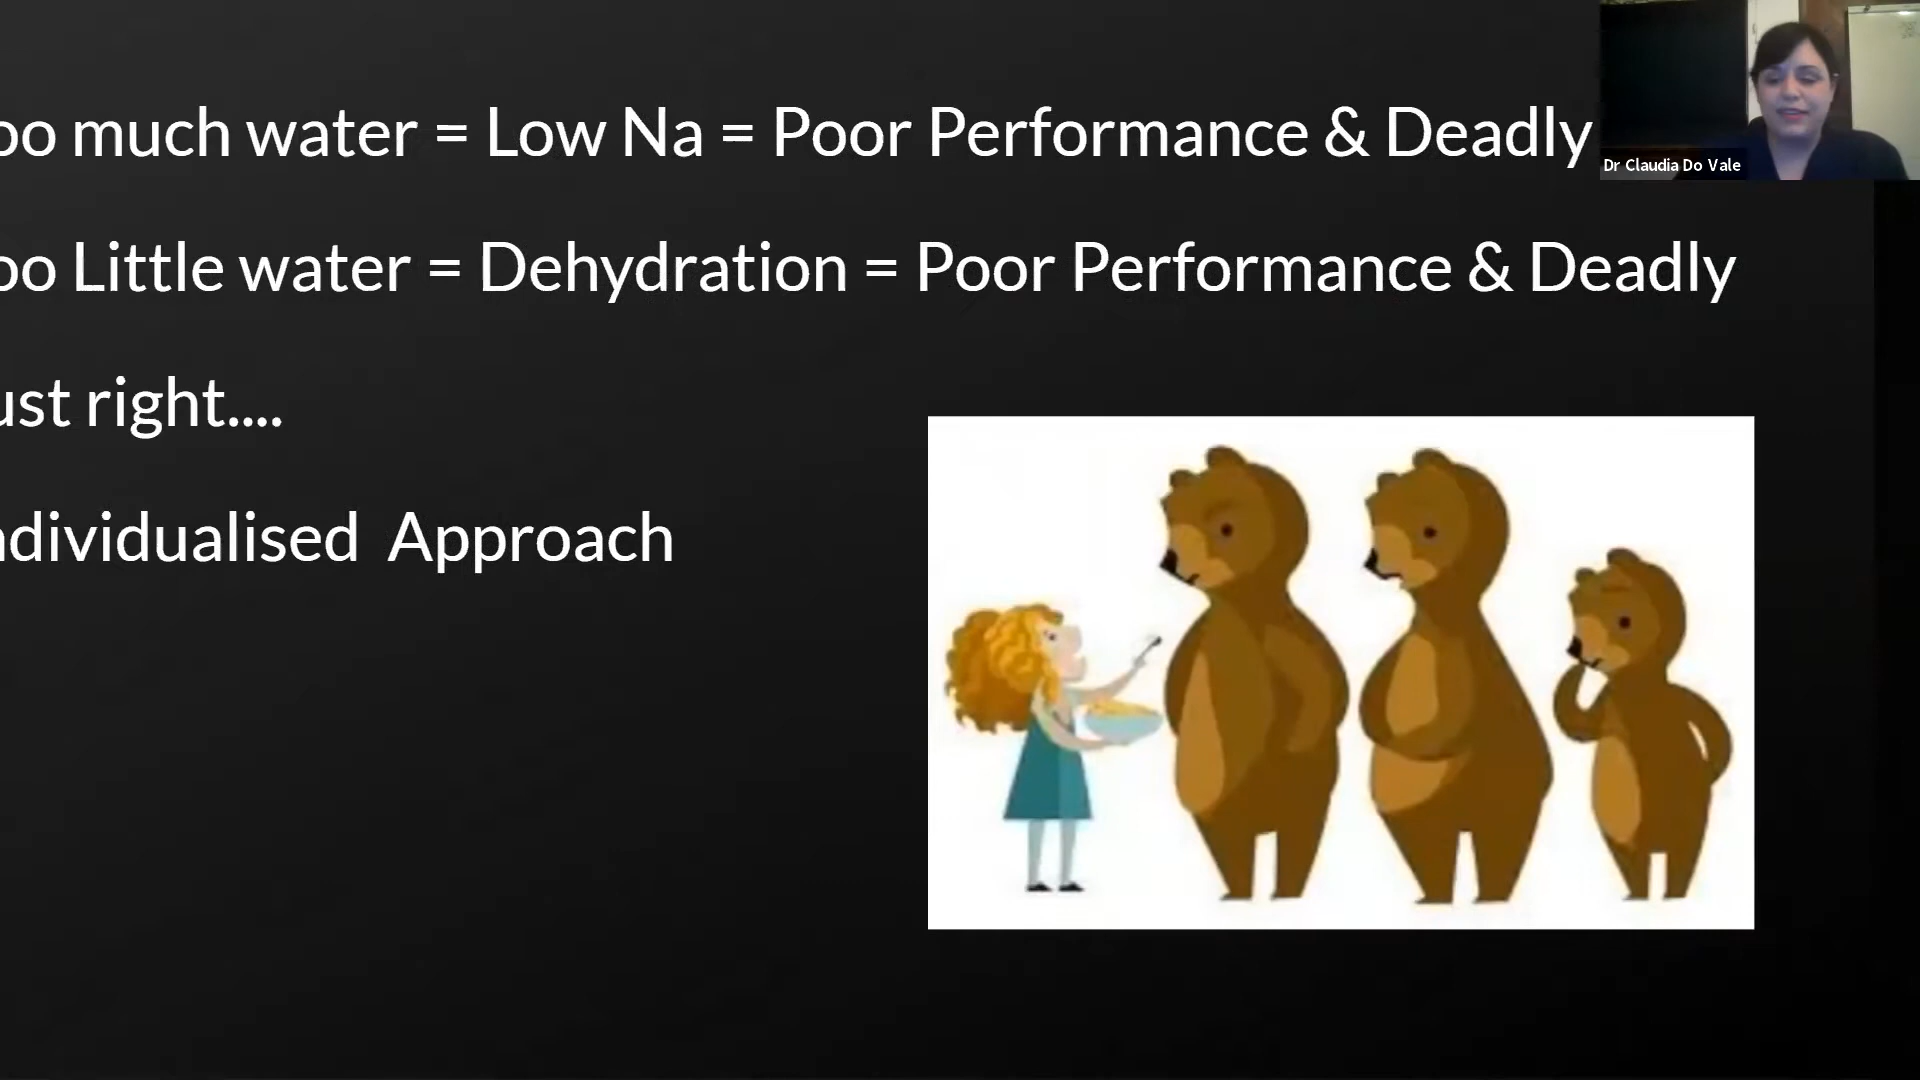 oo much water = Low Na = Poor Performance & Deadly
Dr Claudia Do Vale
oo Little water = Dehydration = Poor Performance & Deadly
ust right....
ndividualised Approach